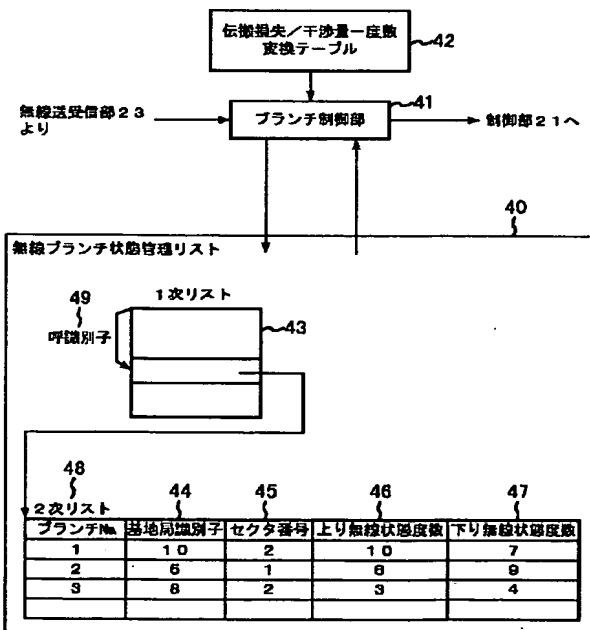 伝搬損失／干渉量ー度数
変換テーブル
42
41
無線送受信部２３
より
ブランチ制御部
制御部２１へ
40
無線ブランチ状態管理リスト
1次リスト
49
呼識別子
43
48
44
45
46
47
2次リスト
ブランチ№ 基地局識別子 セクタ番号 上り無線状態度数 下り無線状態度数
1 10 2 10 7
2 6 1 6 9
3 8 2 3 4